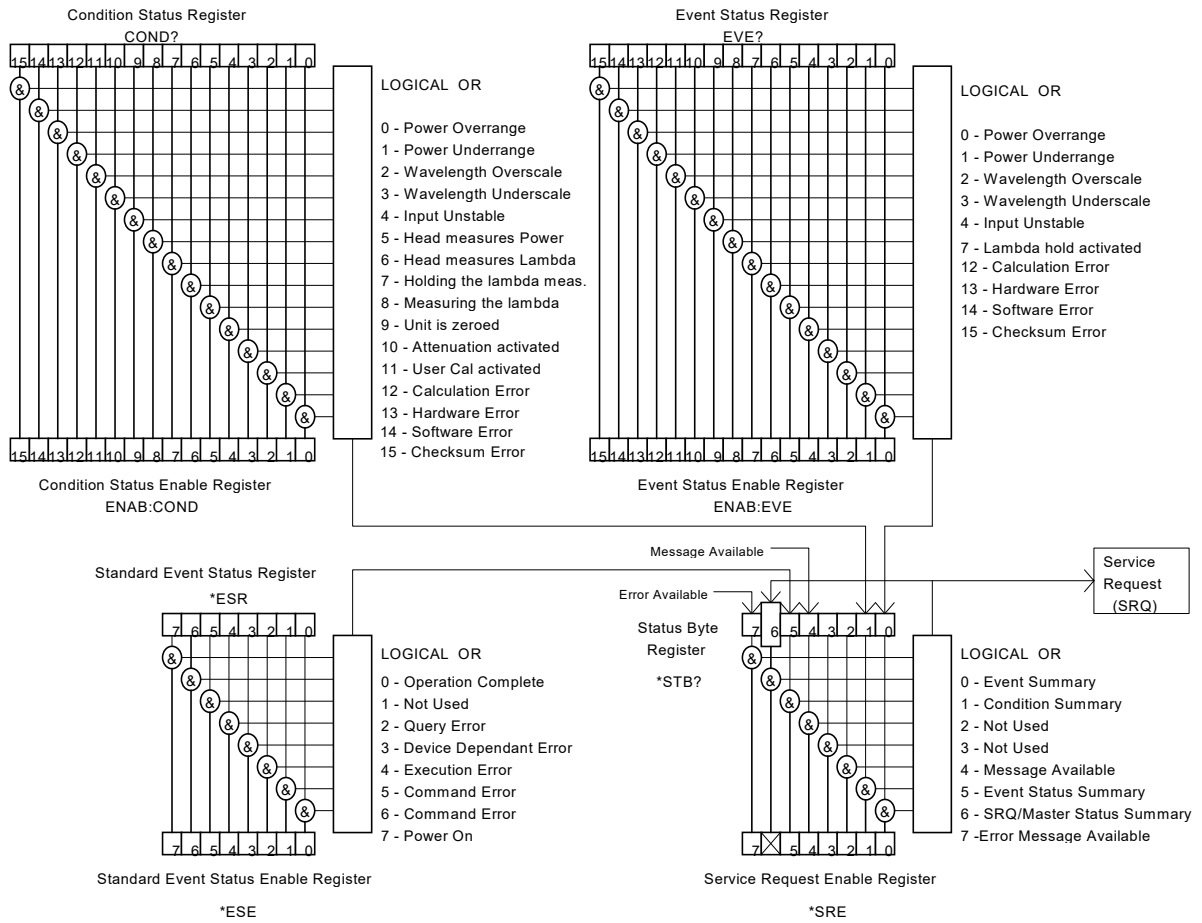 Condition Status Register
COND?
15 14 13 12 11 10 9 8 7 6 5 4 3 2 1 0
& & & & & & & & & & & & & & & &
LOGICAL OR
0 - Power Overrange
1 - Power Underrange
2 - Wavelength Overscale
3 - Wavelength Underscale
4 - Input Unstable
5 - Head measures Power
6 - Head measures Lambda
7 - Holding the lambda meas.
8 - Measuring the lambda
9 - Unit is zeroed
10 - Attenuation activated
11 - User Cal activated
12 - Calculation Error
13 - Hardware Error
14 - Software Error
15 - Checksum Error
15 14 13 12 11 10 9 8 7 6 5 4 3 2 1 0
Condition Status Enable Register
ENAB:COND
Event Status Register
EVE?
15 14 13 12 11 10 9 8 7 6 5 4 3 2 1 0
& & & & & & & & & & & & & & & &
LOGICAL OR
0 - Power Overrange
1 - Power Underrange
2 - Wavelength Overscale
3 - Wavelength Underscale
4 - Input Unstable
7 - Lambda hold activated
12 - Calculation Error
13 - Hardware Error
14 - Software Error
15 - Checksum Error
15 14 13 12 11 10 9 8 7 6 5 4 3 2 1 0
Event Status Enable Register
ENAB:EVE
Standard Event Status Register
*ESR
7 6 5 4 3 2 1 0
& & & & & & & &
LOGICAL OR
0 - Operation Complete
1 - Not Used
2 - Query Error
3 - Device Dependant Error
4 - Execution Error
5 - Command Error
6 - Command Error
7 - Power On
7 6 5 4 3 2 1 0
Standard Event Status Enable Register
*ESE
Message Available
Error Available
Service
Request
(SRQ)
Status Byte
Register
*STB?
7 6 5 4 3 2 1 0
& & & & & & & &
LOGICAL OR
0 - Event Summary
1 - Condition Summary
2 - Not Used
3 - Not Used
4 - Message Available
5 - Event Status Summary
6 - SRQ/Master Status Summary
7 -Error Message Available
7 5 4 3 2 1 0
Service Request Enable Register
*SRE